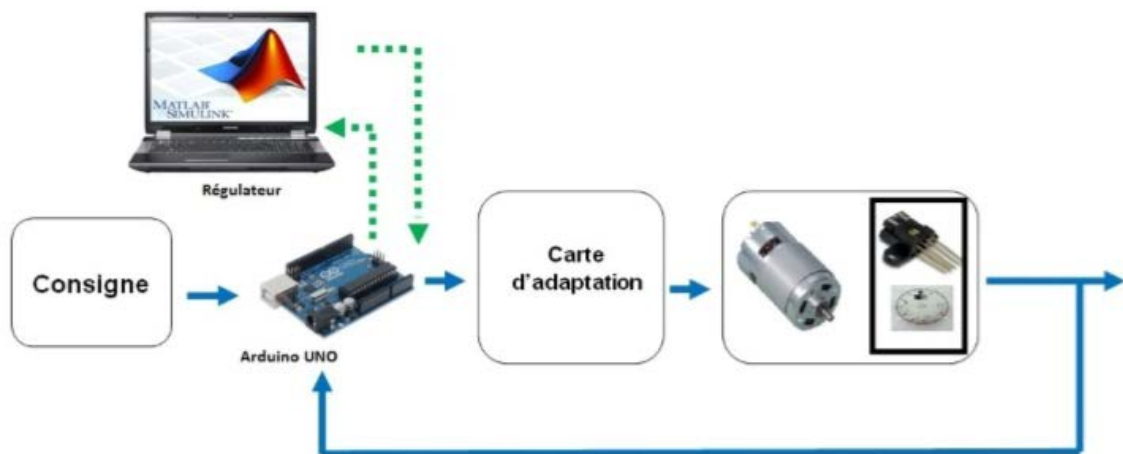 MATLAB
SIMULINK
Régulateur
Consigne
Arduino UNO
Carte
d'adaptation